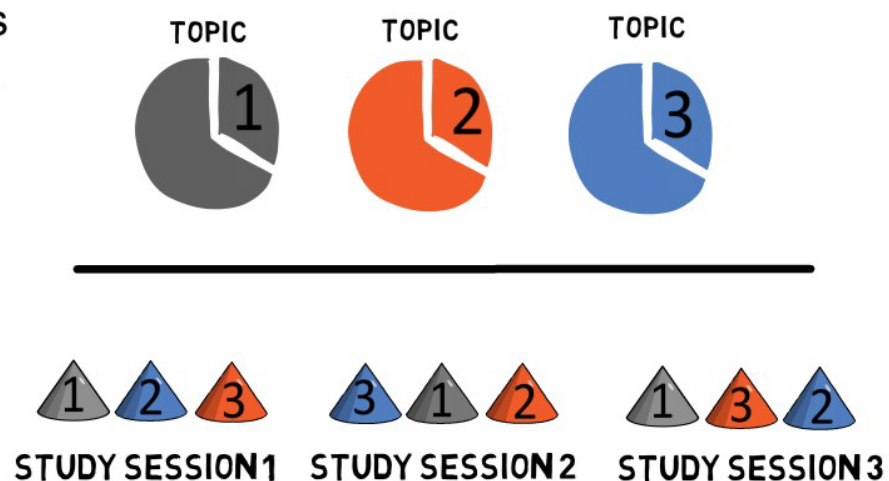 S
TOPIC TOPIC TOPIC
1 2 3
1 2 3 3 1 2 1 3 2
STUDY SESSION 1 STUDY SESSION 2 STUDY SESSION 3